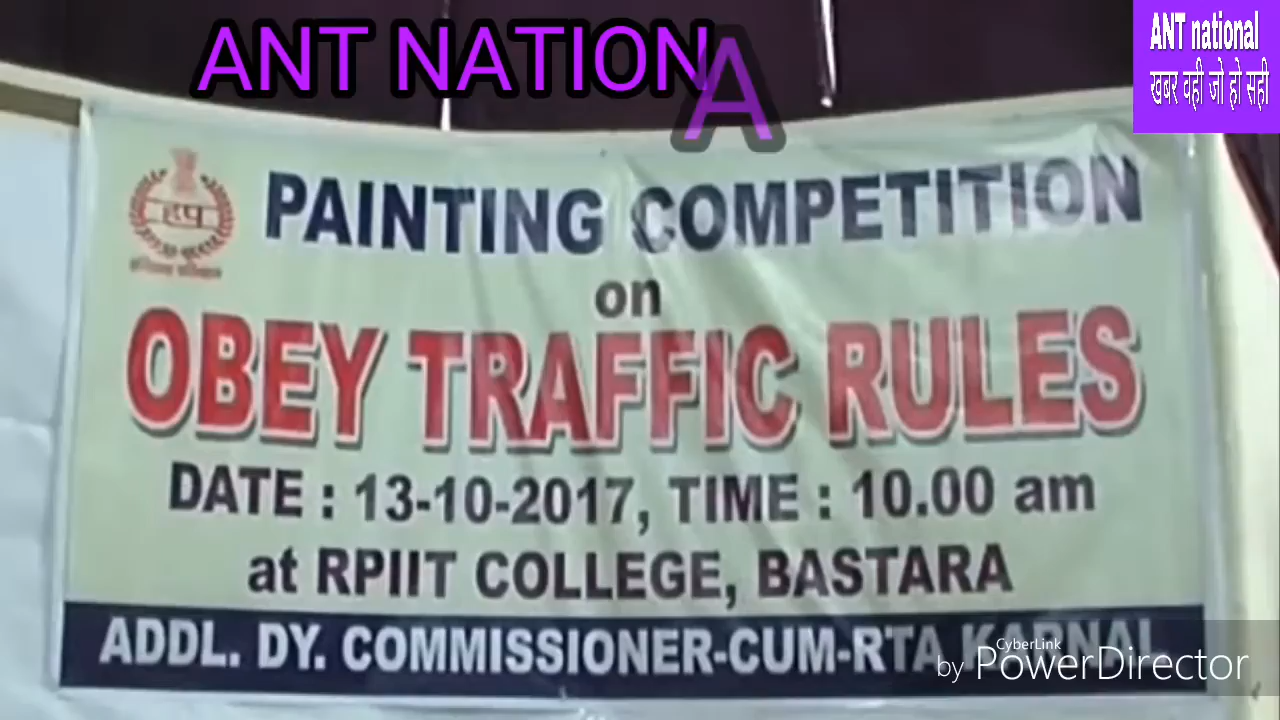 ANT NATIONA
ANT national
खबर वही जो हो सही
हप
PAINTING COMPETITION
on
OBEY TRAFFIC RULES
DATE : 13-10-2017, TIME : 10.00 am
at RPIIT COLLEGE, BASTARA
ADDL. DY. COMMISSIONER-CUM-RTA KARNAL
CyberLink
by PowerDirector